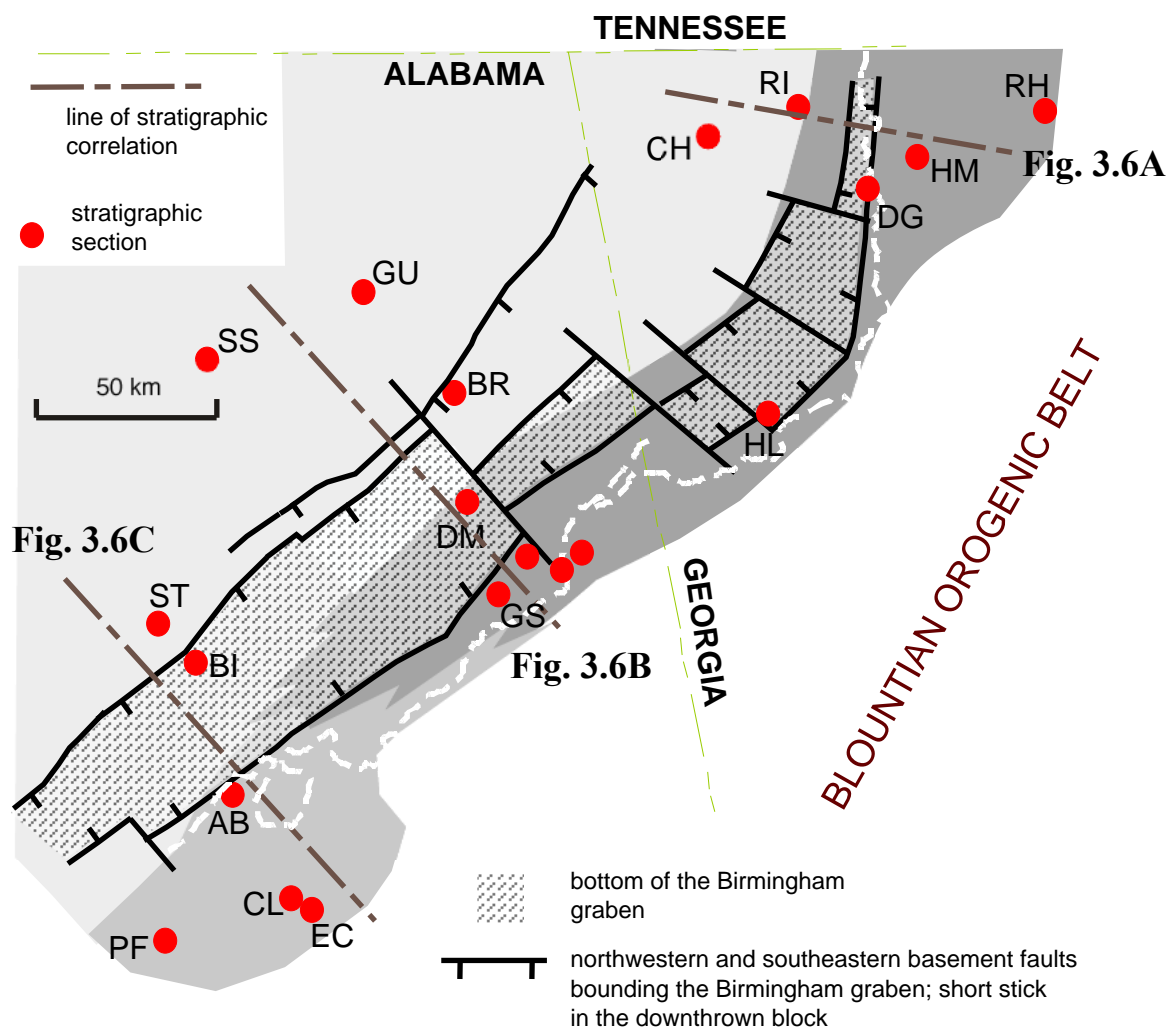 TENNESSEE
ALABAMA
line of stratigraphic
correlation
stratigraphic
section
RI
RH
CH
HM
Fig. 3.6A
DG
GU
SS
50 km
BR
HL
DM
Fig. 3.6C
GS
GEORGIA
ST
BI
Fig. 3.6B
BLOUNTIAN OROGENIC BELT
AB
CL
EC
PF
bottom of the Birmingham
graben
northwestern and southeastern basement faults
bounding the Birmingham graben; short stick
in the downthrown block